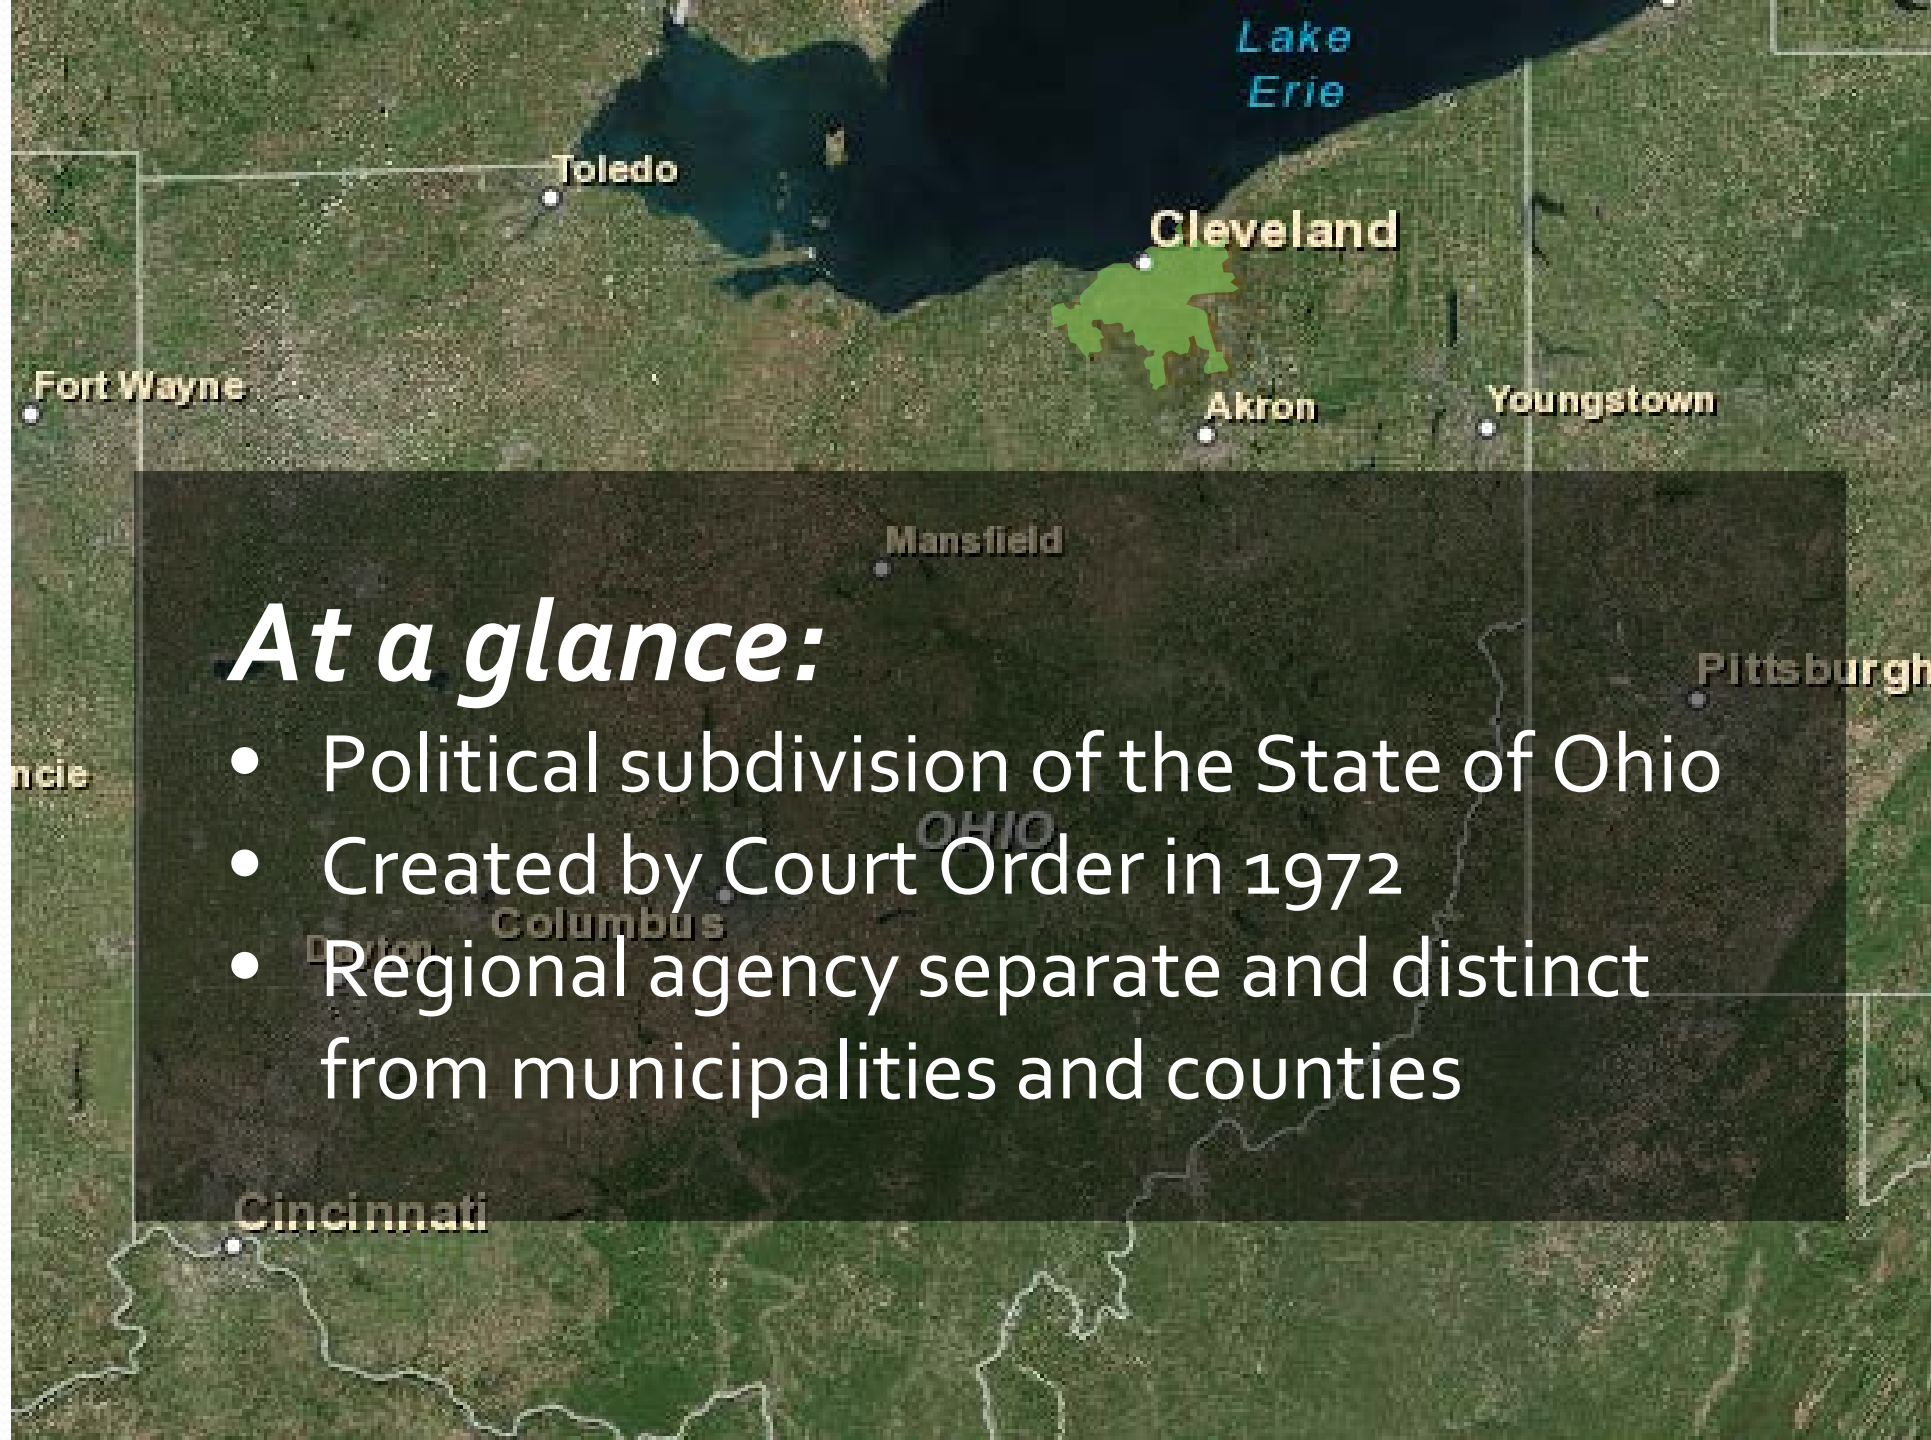 Lake
Erie
Toledo
Cleveland
Fort Wayne
Akron
Youngstown
Mansfield
At a glance:
Pittsburgh
• Political subdivision of the State of Ohio
ncie
OHIO
• Created by Court Order in 1972
Columbus
Dayton
• Regional agency separate and distinct
from municipalities and counties
Cincinnati